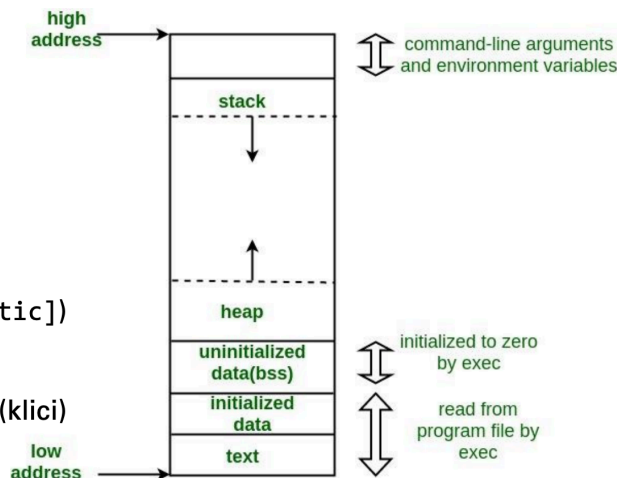 high
address
command-line arguments
and environment variables
stack
tic])
heap
initialized to zero
by exec
uninitialized
data(bss)
(klici)
initialized
data
read from
program file by
exec
low
address
text